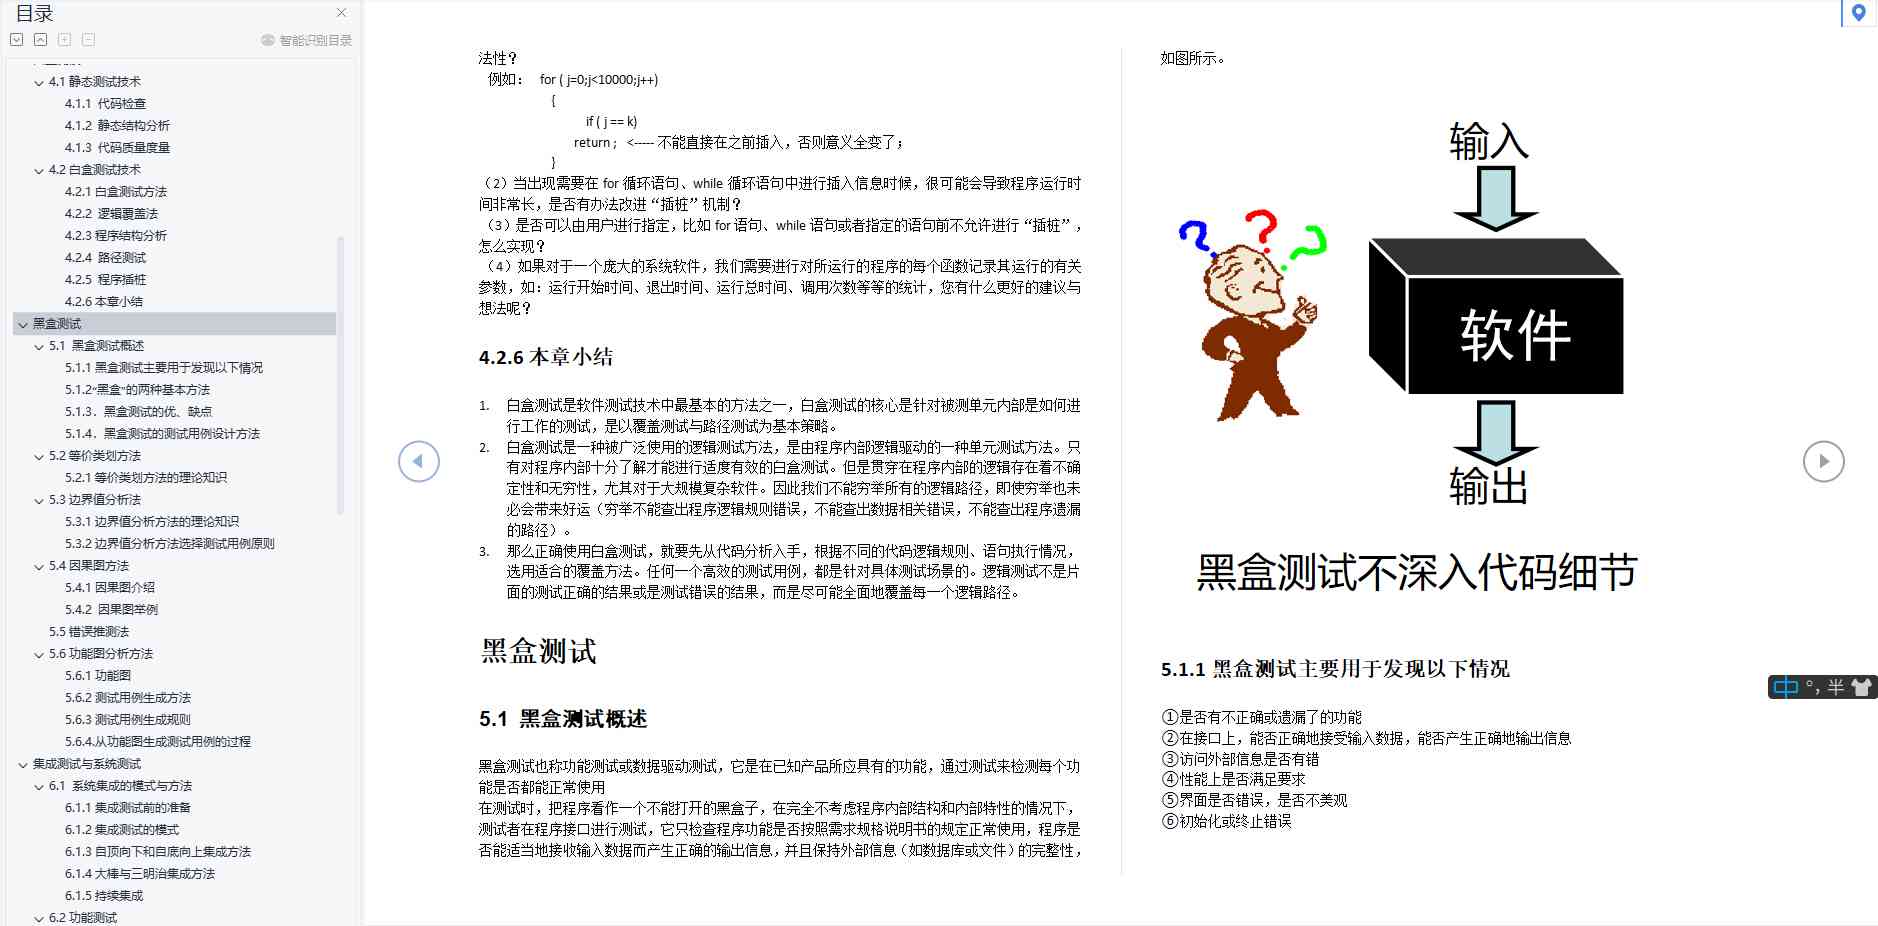 目录
智能识别目录
4.1 静态测试技术
4.1.1 代码检查
4.1.2 静态结构分析
4.1.3 代码质量度量
4.2 白盒测试技术
4.2.1 白盒测试方法
4.2.2 逻辑覆盖法
4.2.3 程序结构分析
4.2.4 路径测试
4.2.5 程序插桩
4.2.6 本章小结
黑盒测试
5.1 黑盒测试概述
5.1.1 黑盒测试主要用于发现以下情况
5.1.2“黑盒”的两种基本方法
5.1.3．黑盒测试的优、缺点
5.1.4．黑盒测试的测试用例设计方法
5.2 等价类划方法
5.2.1 等价类划方法的理论知识
5.3 边界值分析法
5.3.1 边界值分析方法的理论知识
5.3.2 边界值分析方法选择测试用例原则
5.4 因果图方法
5.4.1 因果图介绍
5.4.2 因果图举例
5.5 错误推测法
5.6 功能图分析方法
5.6.1 功能图
5.6.2 测试用例生成方法
5.6.3 测试用例生成规则
5.6.4.从功能图生成测试用例的过程
集成测试与系统测试
6.1 系统集成的模式与方法
6.1.1 集成测试前的准备
6.1.2 集成测试的模式
6.1.3 自顶向下和自底向上集成方法
6.1.4 大棒与三明治集成方法
6.1.5 持续集成
6.2 功能测试
法性？
例如： for ( j=0;j<10000;j++)
{
if ( j == k)
return ; <----- 不能直接在之前插入，否则意义全变了；
}
（2）当出现需要在 for 循环语句、while 循环语句中进行插入信息时候，很可能会导致程序运行时
间非常长，是否有办法改进“插桩”机制？
（3）是否可以由用户进行指定，比如 for 语句、while 语句或者指定的语句前不允许进行“插桩”，
怎么实现？
（4）如果对于一个庞大的系统软件，我们需要进行对所运行的程序的每个函数记录其运行的有关
参数，如：运行开始时间、退出时间、运行总时间、调用次数等等的统计，您有什么更好的建议与
想法呢？
4.2.6 本章小结
1. 白盒测试是软件测试技术中最基本的方法之一，白盒测试的核心是针对被测单元内部是如何进
行工作的测试，是以覆盖测试与路径测试为基本策略。
2. 白盒测试是一种被广泛使用的逻辑测试方法，是由程序内部逻辑驱动的一种单元测试方法。只
有对程序内部十分了解才能进行适度有效的白盒测试。但是贯穿在程序内部的逻辑存在着不确
定性和无穷性，尤其对于大规模复杂软件。因此我们不能穷举所有的逻辑路径，即使穷举也未
必会带来好运（穷举不能查出程序逻辑规则错误，不能查出数据相关错误，不能查出程序遗漏
的路径）。
3. 那么正确使用白盒测试，就要先从代码分析入手，根据不同的代码逻辑规则、语句执行情况，
选用适合的覆盖方法。任何一个高效的测试用例，都是针对具体测试场景的。逻辑测试不是片
面的测试正确的结果或是测试错误的结果，而是尽可能全面地覆盖每一个逻辑路径。
黑盒测试
5.1 黑盒测试概述
黑盒测试也称功能测试或数据驱动测试，它是在已知产品所应具有的功能，通过测试来检测每个功
能是否都能正常使用
在测试时，把程序看作一个不能打开的黑盒子，在完全不考虑程序内部结构和内部特性的情况下，
测试者在程序接口进行测试，它只检查程序功能是否按照需求规格说明书的规定正常使用，程序是
否能适当地接收输入数据而产生正确的输出信息，并且保持外部信息（如数据库或文件）的完整性，
如图所示。
输入
? ? ?
软件
输出
黑盒测试不深入代码细节
5.1.1 黑盒测试主要用于发现以下情况
①是否有不正确或遗漏了的功能
②在接口上，能否正确地接受输入数据，能否产生正确地输出信息
③访问外部信息是否有错
④性能上是否满足要求
⑤界面是否错误，是否不美观
⑥初始化或终止错误
中 °, 半